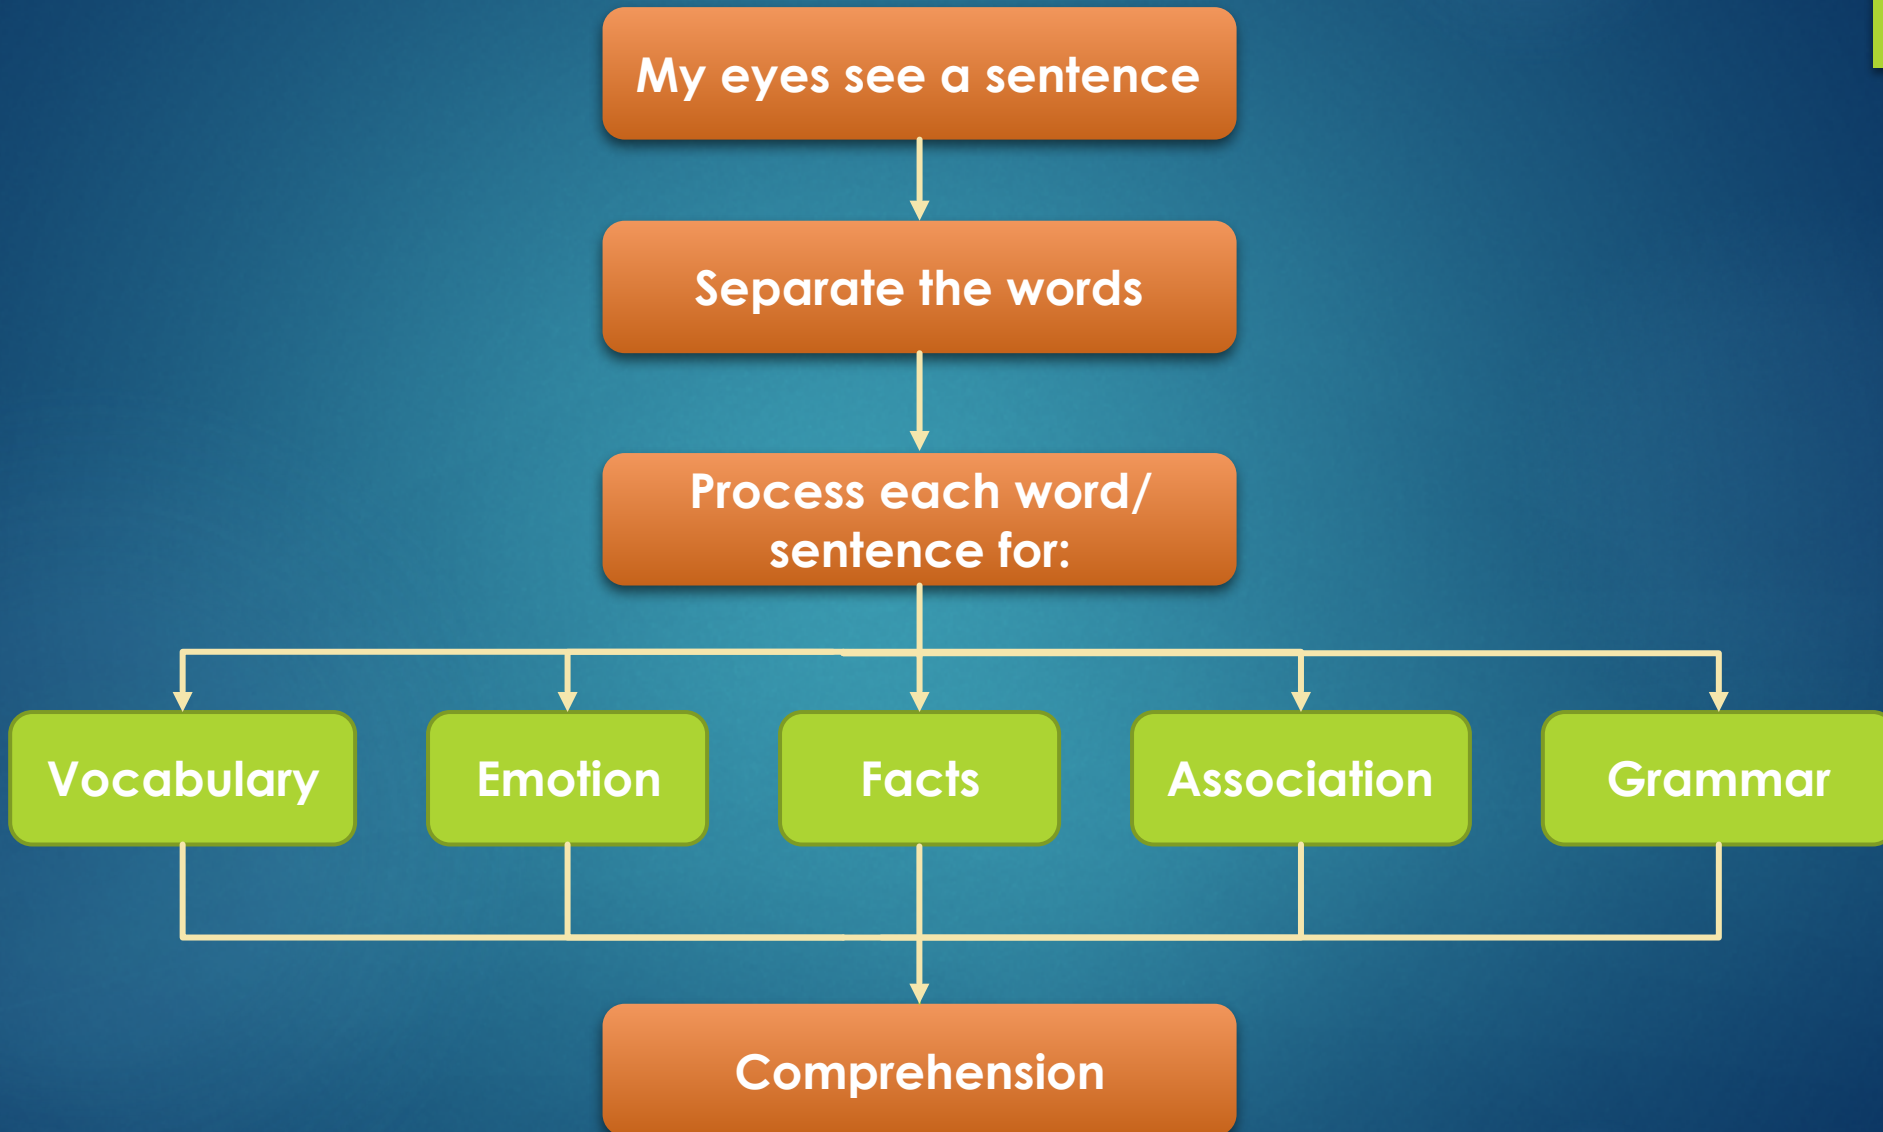 My eyes see a sentence
Separate the words
Process each word/
sentence for:
Vocabulary
Emotion
Facts
Association
Grammar
Comprehension